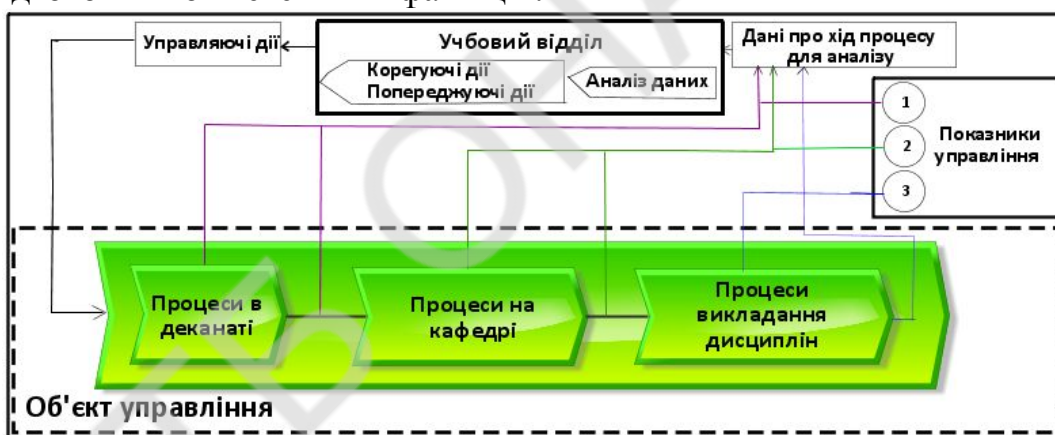 Управляючі дії
Учбовий відділ
Корегуючі дії
Попереджуючі дії
Аналіз даних
Дані про хід процесу
для аналізу
1
2
3
Показники
управління
Процеси в
деканаті
Процеси на
кафедрі
Процеси
викладання
дисциплін
Об'єкт управління